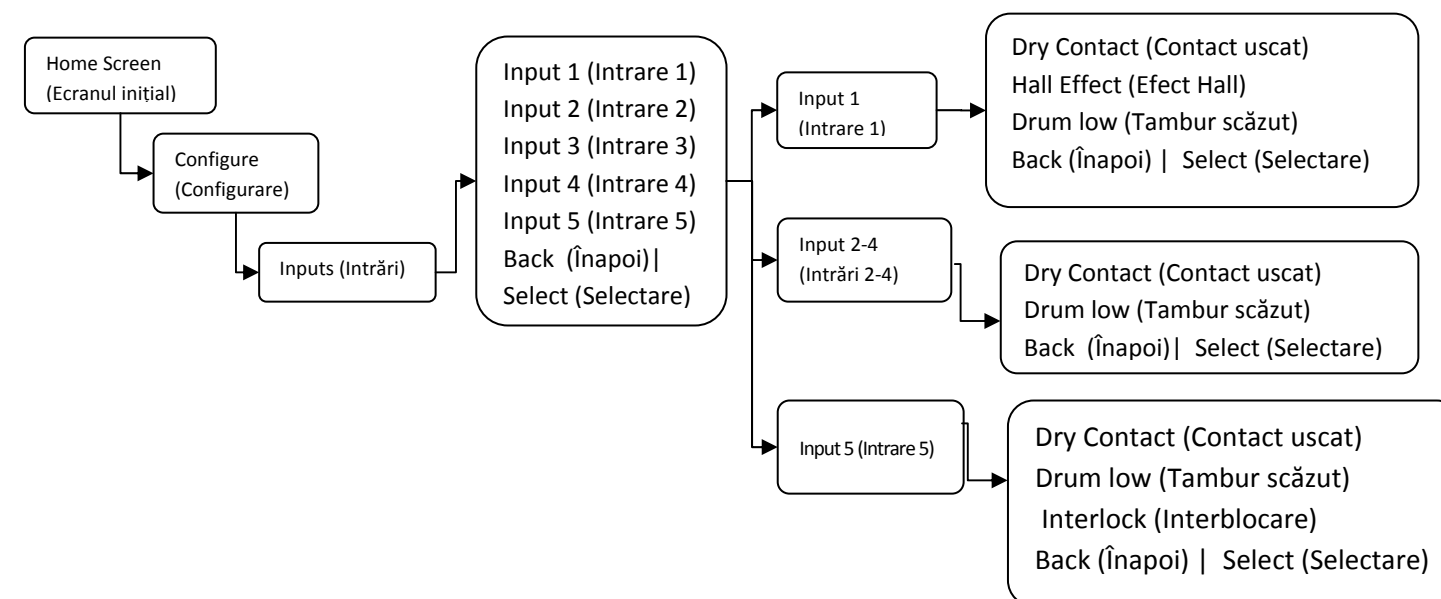 Home Screen
(Ecranul inițial)
Configure
(Configurare)
Inputs (Intrări)
Input 1 (Intrare 1)
Input 2 (Intrare 2)
Input 3 (Intrare 3)
Input 4 (Intrare 4)
Input 5 (Intrare 5)
Back (Înapoi)|
Select (Selectare)
Input 1
(Intrare 1)
Dry Contact (Contact uscat)
Hall Effect (Efect Hall)
Drum low (Tambur scăzut)
Back (Înapoi) | Select (Selectare)
Input 2-4
(Intrări 2-4)
Dry Contact (Contact uscat)
Drum low (Tambur scăzut)
Back (Înapoi)| Select (Selectare)
Input 5 (Intrare 5)
Dry Contact (Contact uscat)
Drum low (Tambur scăzut)
Interlock (Interblocare)
Back (Înapoi) | Select (Selectare)